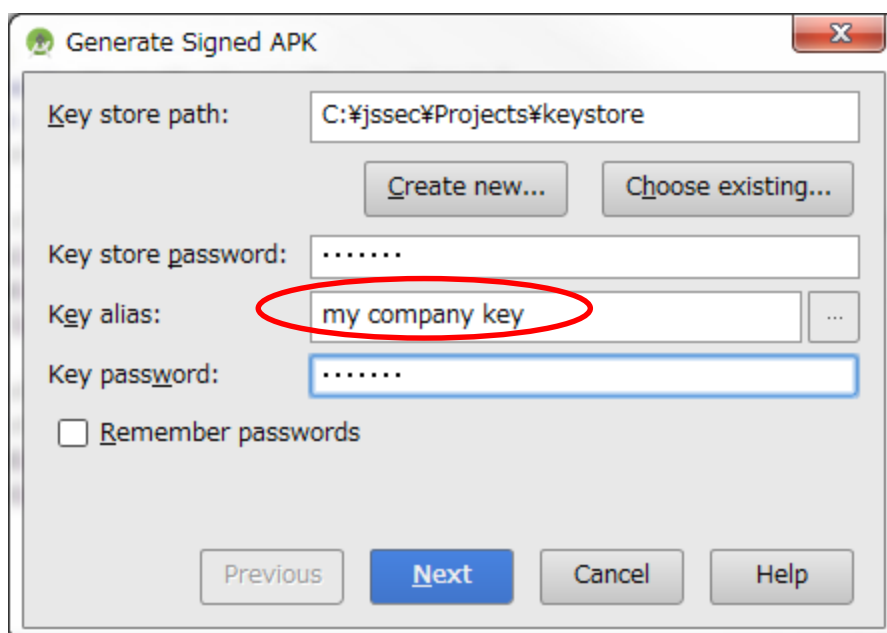 Generate Signed APK
Key store path: C:¥jssec¥Projects¥keystore
Create new... Choose existing...
Key store password: •••••••
Key alias: my company key ...
Key password: •••••••
Remember passwords
Previous Next Cancel Help